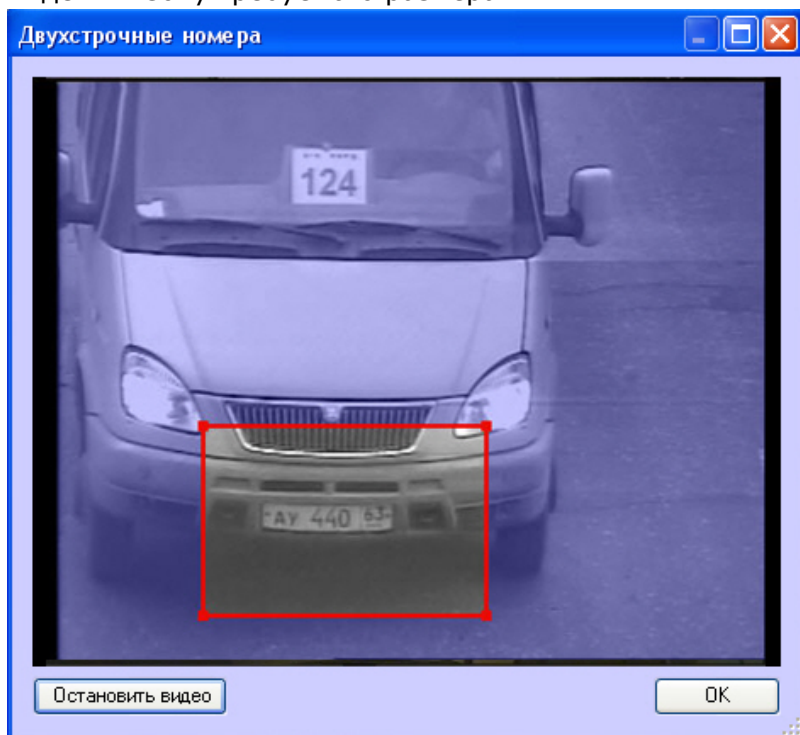 Двухстрочные номера
124
АУ 440 63
Остановить видео
OK